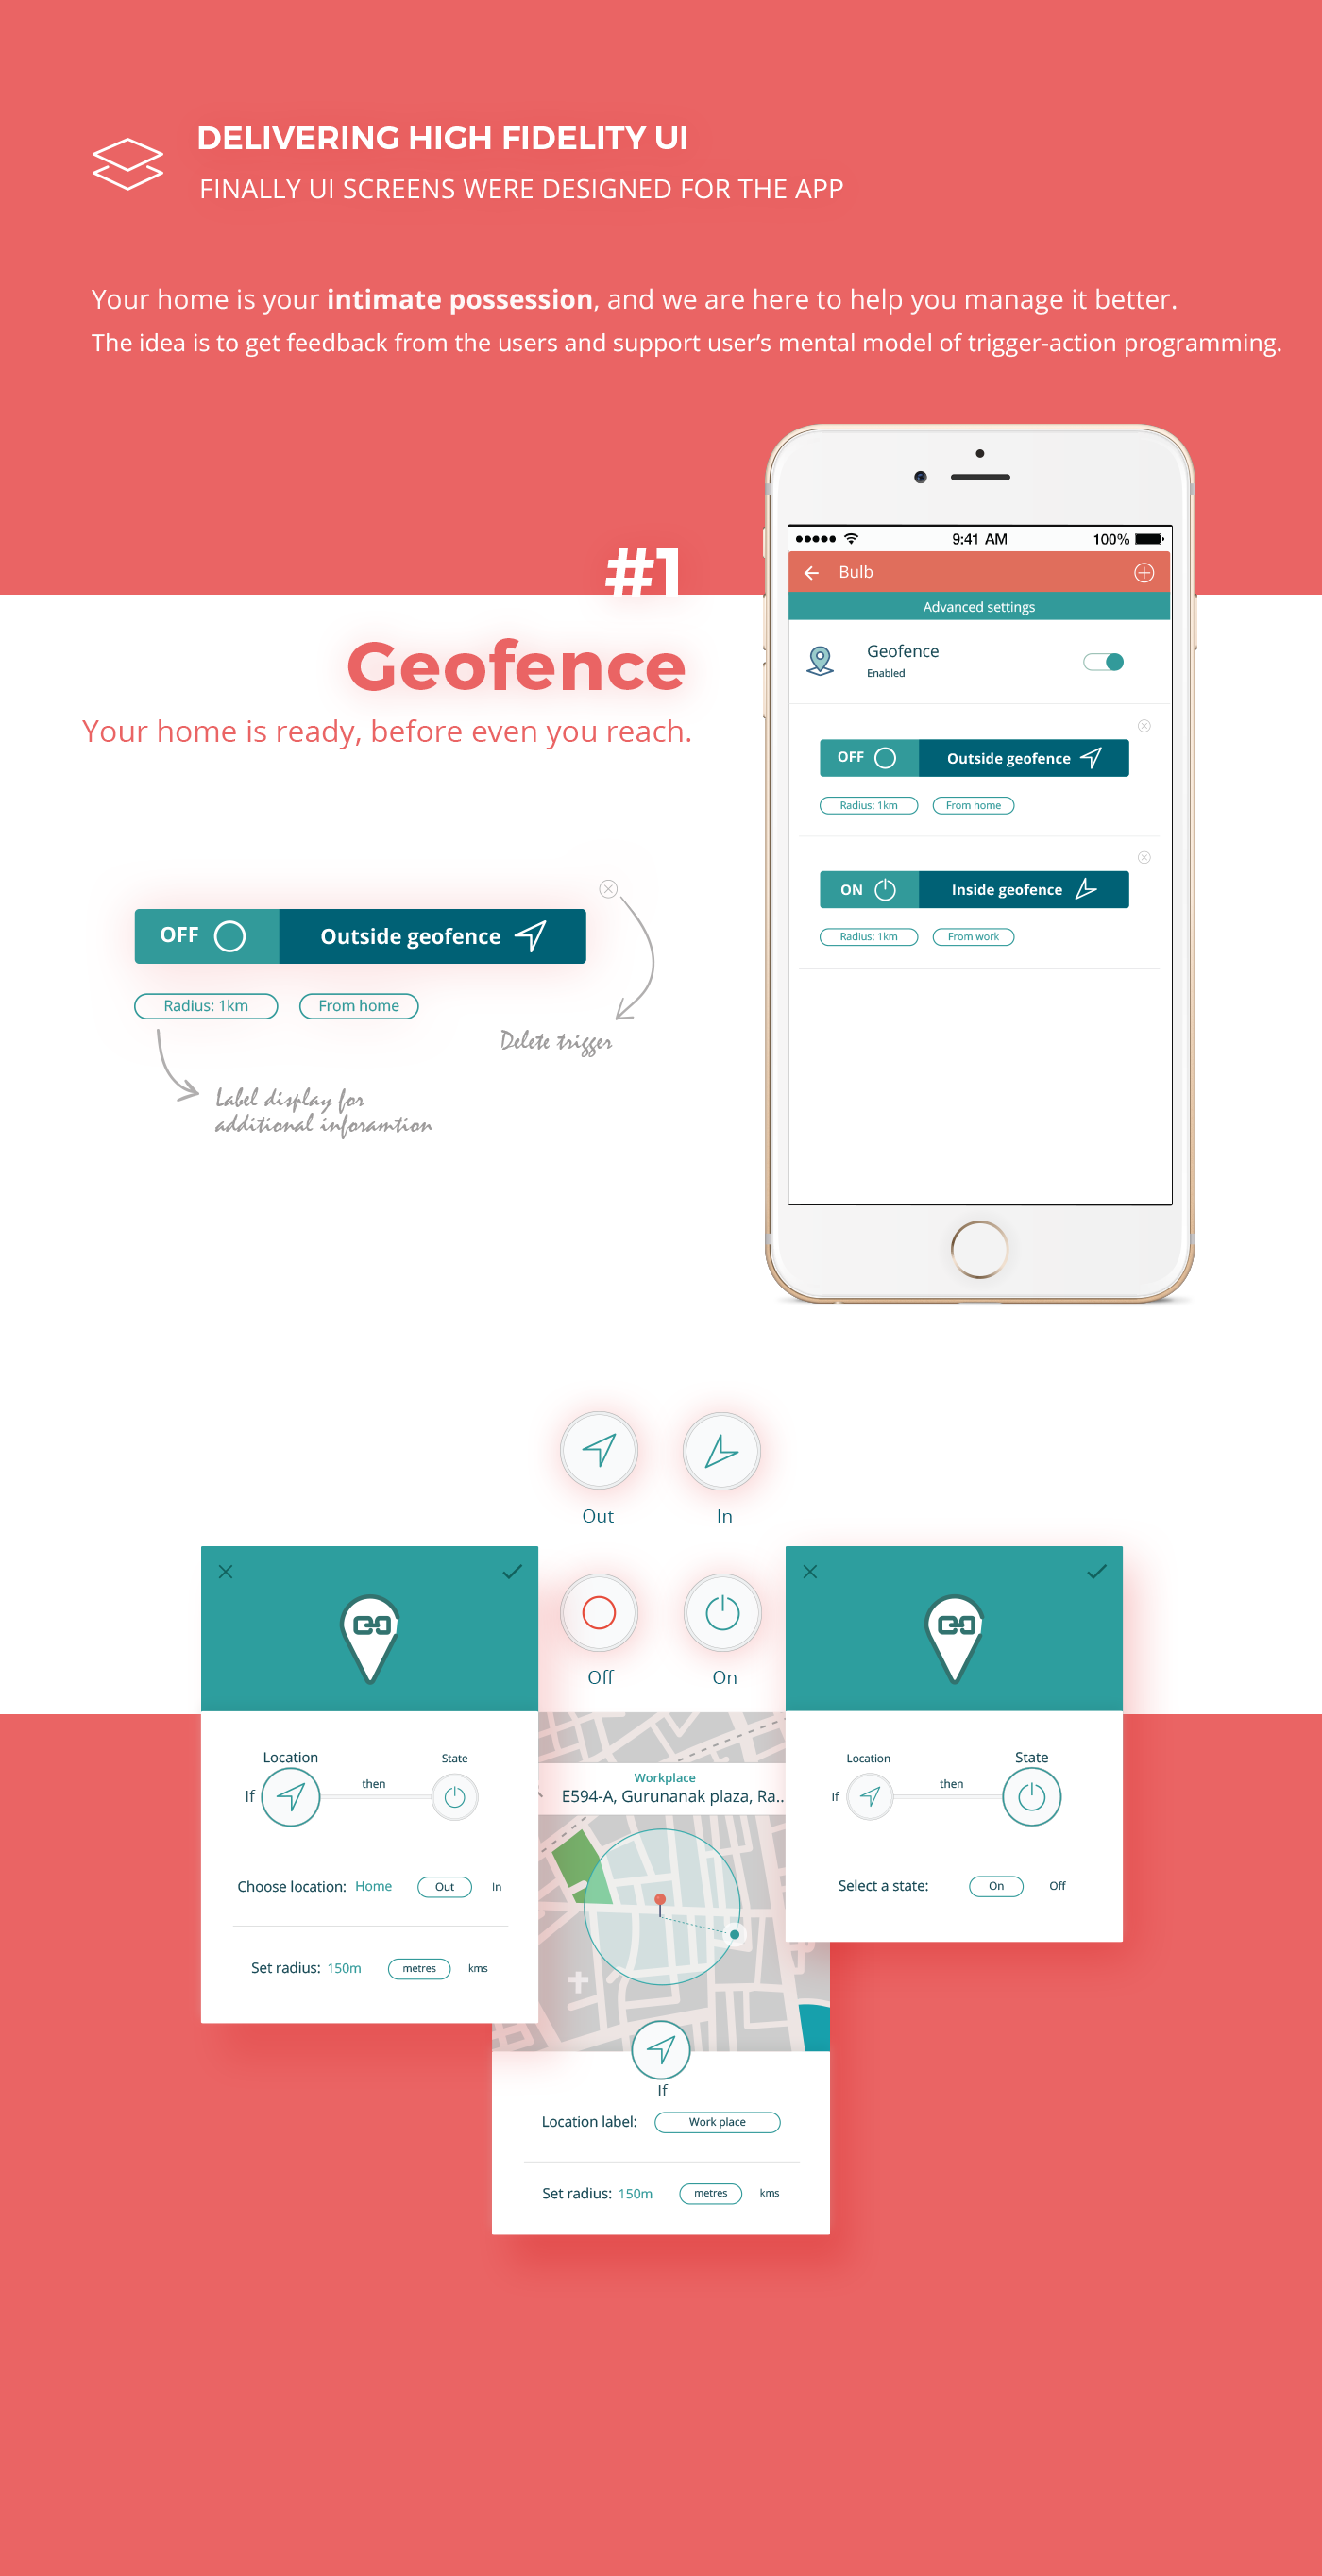 DELIVERING HIGH FIDELITY UI
FINALLY UI SCREENS WERE DESIGNED FOR THE APP
Your home is your intimate possession, and we are here to help you manage it better.
The idea is to get feedback from the users and support user's mental model of trigger-action programming.
#1
Geofence
Your home is ready, before even you reach.
OFF Outside geofence
Radius: 1km From home
Delete trigger
Label display for
additional inforamtion
9:41 AM 100%
Bulb
Advanced settings
Geofence
Enabled
OFF Outside geofence
Radius: 1km From home
ON Inside geofence
Radius: 1km From work
Out In
Off On
Location State
If then
Choose location: Home Out In
Set radius: 150m metres kms
Workplace
E594-A, Gurunanak plaza, Ra..
If
Location label: Work place
Set radius: 150m metres kms
Location State
If then
Select a state: On Off